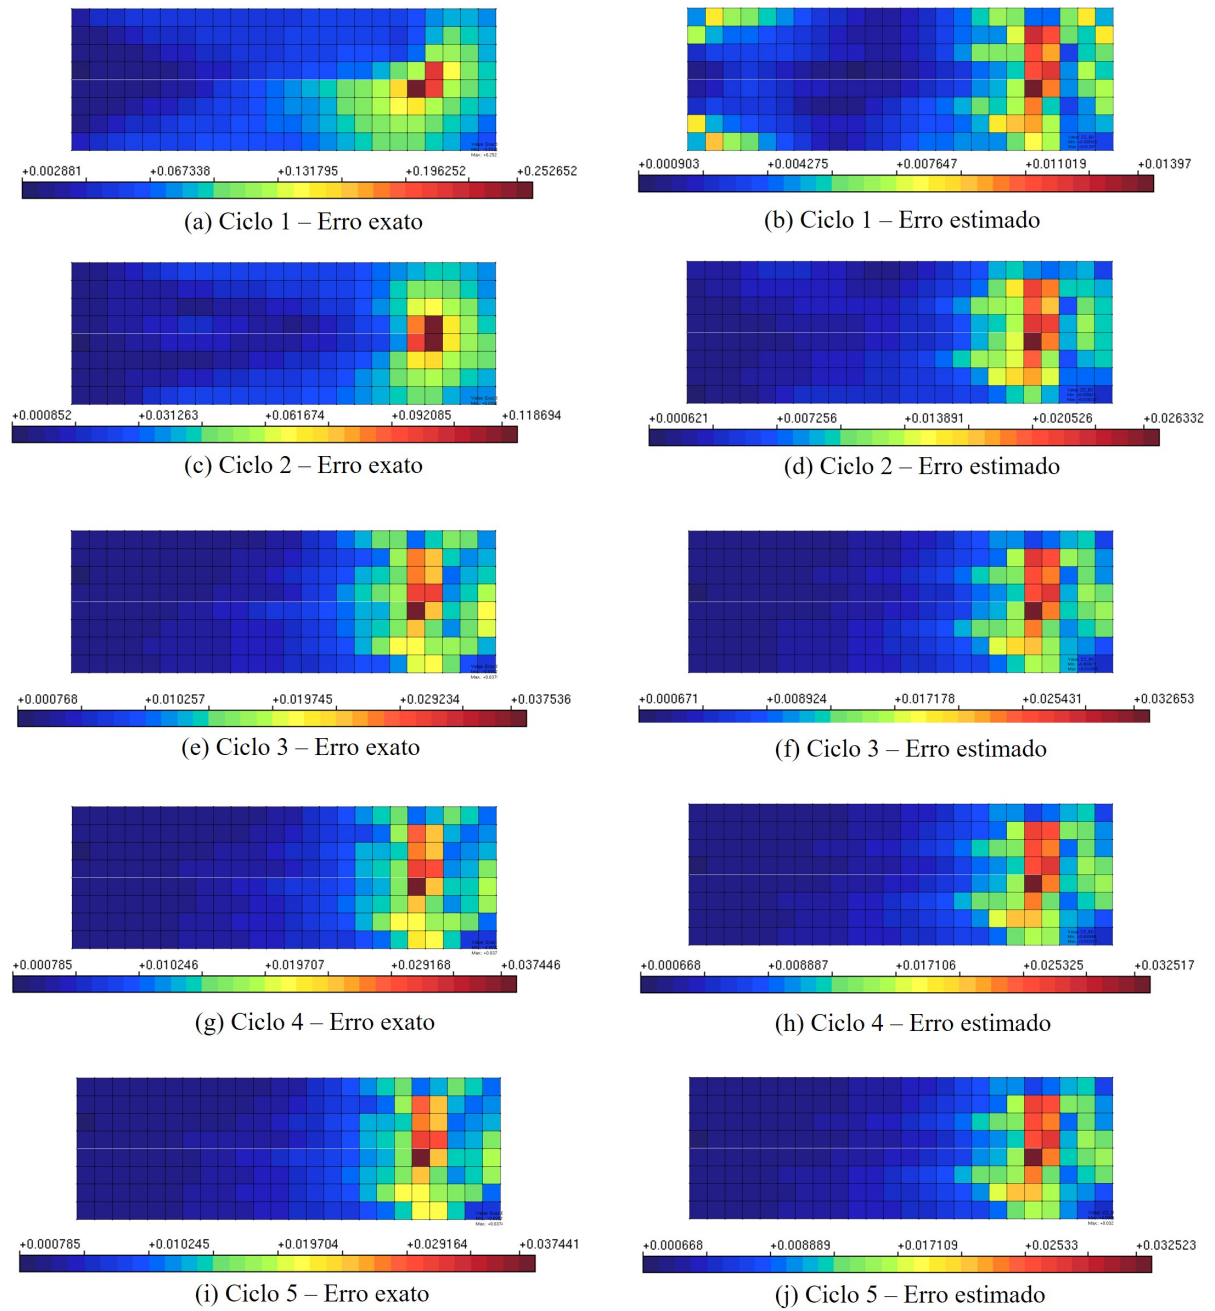 +0.002881 +0.067338 +0.131795 +0.196252 +0.252652
(a) Ciclo 1 – Erro exato
+0.000903 +0.004275 +0.007647 +0.011019 +0.01397
(b) Ciclo 1 – Erro estimado
+0.000852 +0.031263 +0.061674 +0.092085 +0.118694
(c) Ciclo 2 – Erro exato
+0.000621 +0.007256 +0.013891 +0.020526 +0.026332
(d) Ciclo 2 – Erro estimado
+0.000768 +0.010257 +0.019745 +0.029234 +0.037536
(e) Ciclo 3 – Erro exato
+0.000671 +0.008924 +0.017178 +0.025431 +0.032653
(f) Ciclo 3 – Erro estimado
+0.000785 +0.010246 +0.019707 +0.029168 +0.037446
(g) Ciclo 4 – Erro exato
+0.000668 +0.008887 +0.017106 +0.025325 +0.032517
(h) Ciclo 4 – Erro estimado
+0.000785 +0.010245 +0.019704 +0.029164 +0.037441
(i) Ciclo 5 – Erro exato
+0.000668 +0.008889 +0.017109 +0.02533 +0.032523
(j) Ciclo 5 – Erro estimado